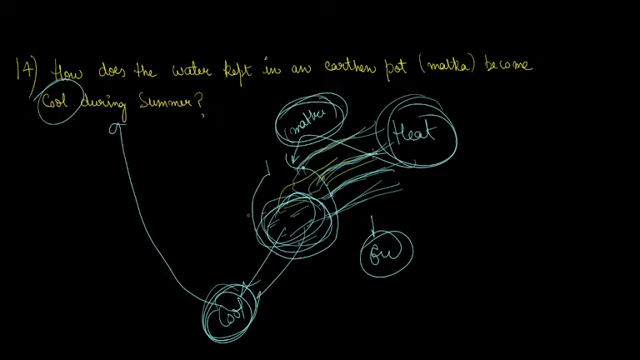 14) How does the water kept in an earthen pot (matka) become
Cool during Summer?
(matka)
Heat
Cool